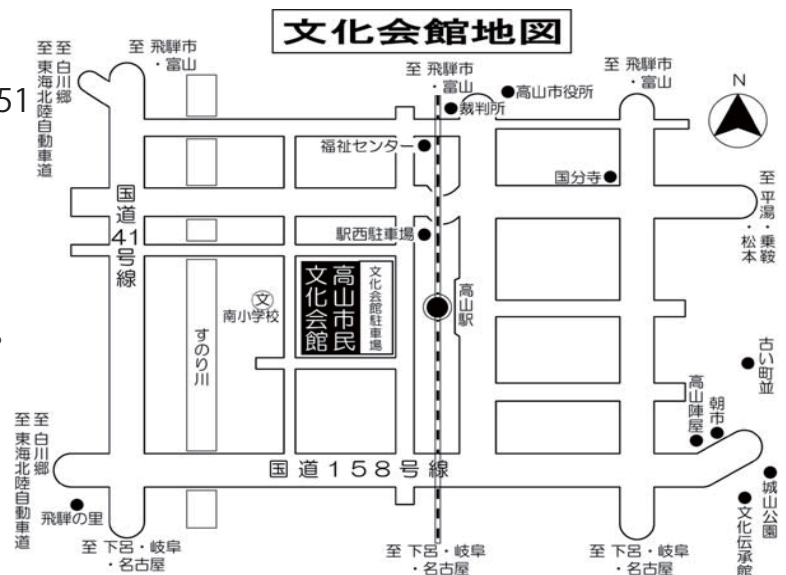 文化会館地図
至 白川郷
至 東海北陸自動車道
至 飛騨市
・富山
51
至 飛騨市
・富山
高山市役所
裁判所
至 飛騨市
・富山
N
福祉センター
国分寺
至 平湯・乗鞍
・松本
国道41号線
駅西駐車場
高山市民
文化会館
文化会館駐車場
文
南小学校
高山駅
すのり川
古い町並
高山陣屋
朝市
至 白川郷
至 東海北陸自動車道
国道158号線
飛騨の里
城山公園
文化伝承館
至 下呂・岐阜
・名古屋
至 下呂・岐阜
・名古屋
至 下呂・岐阜
・名古屋